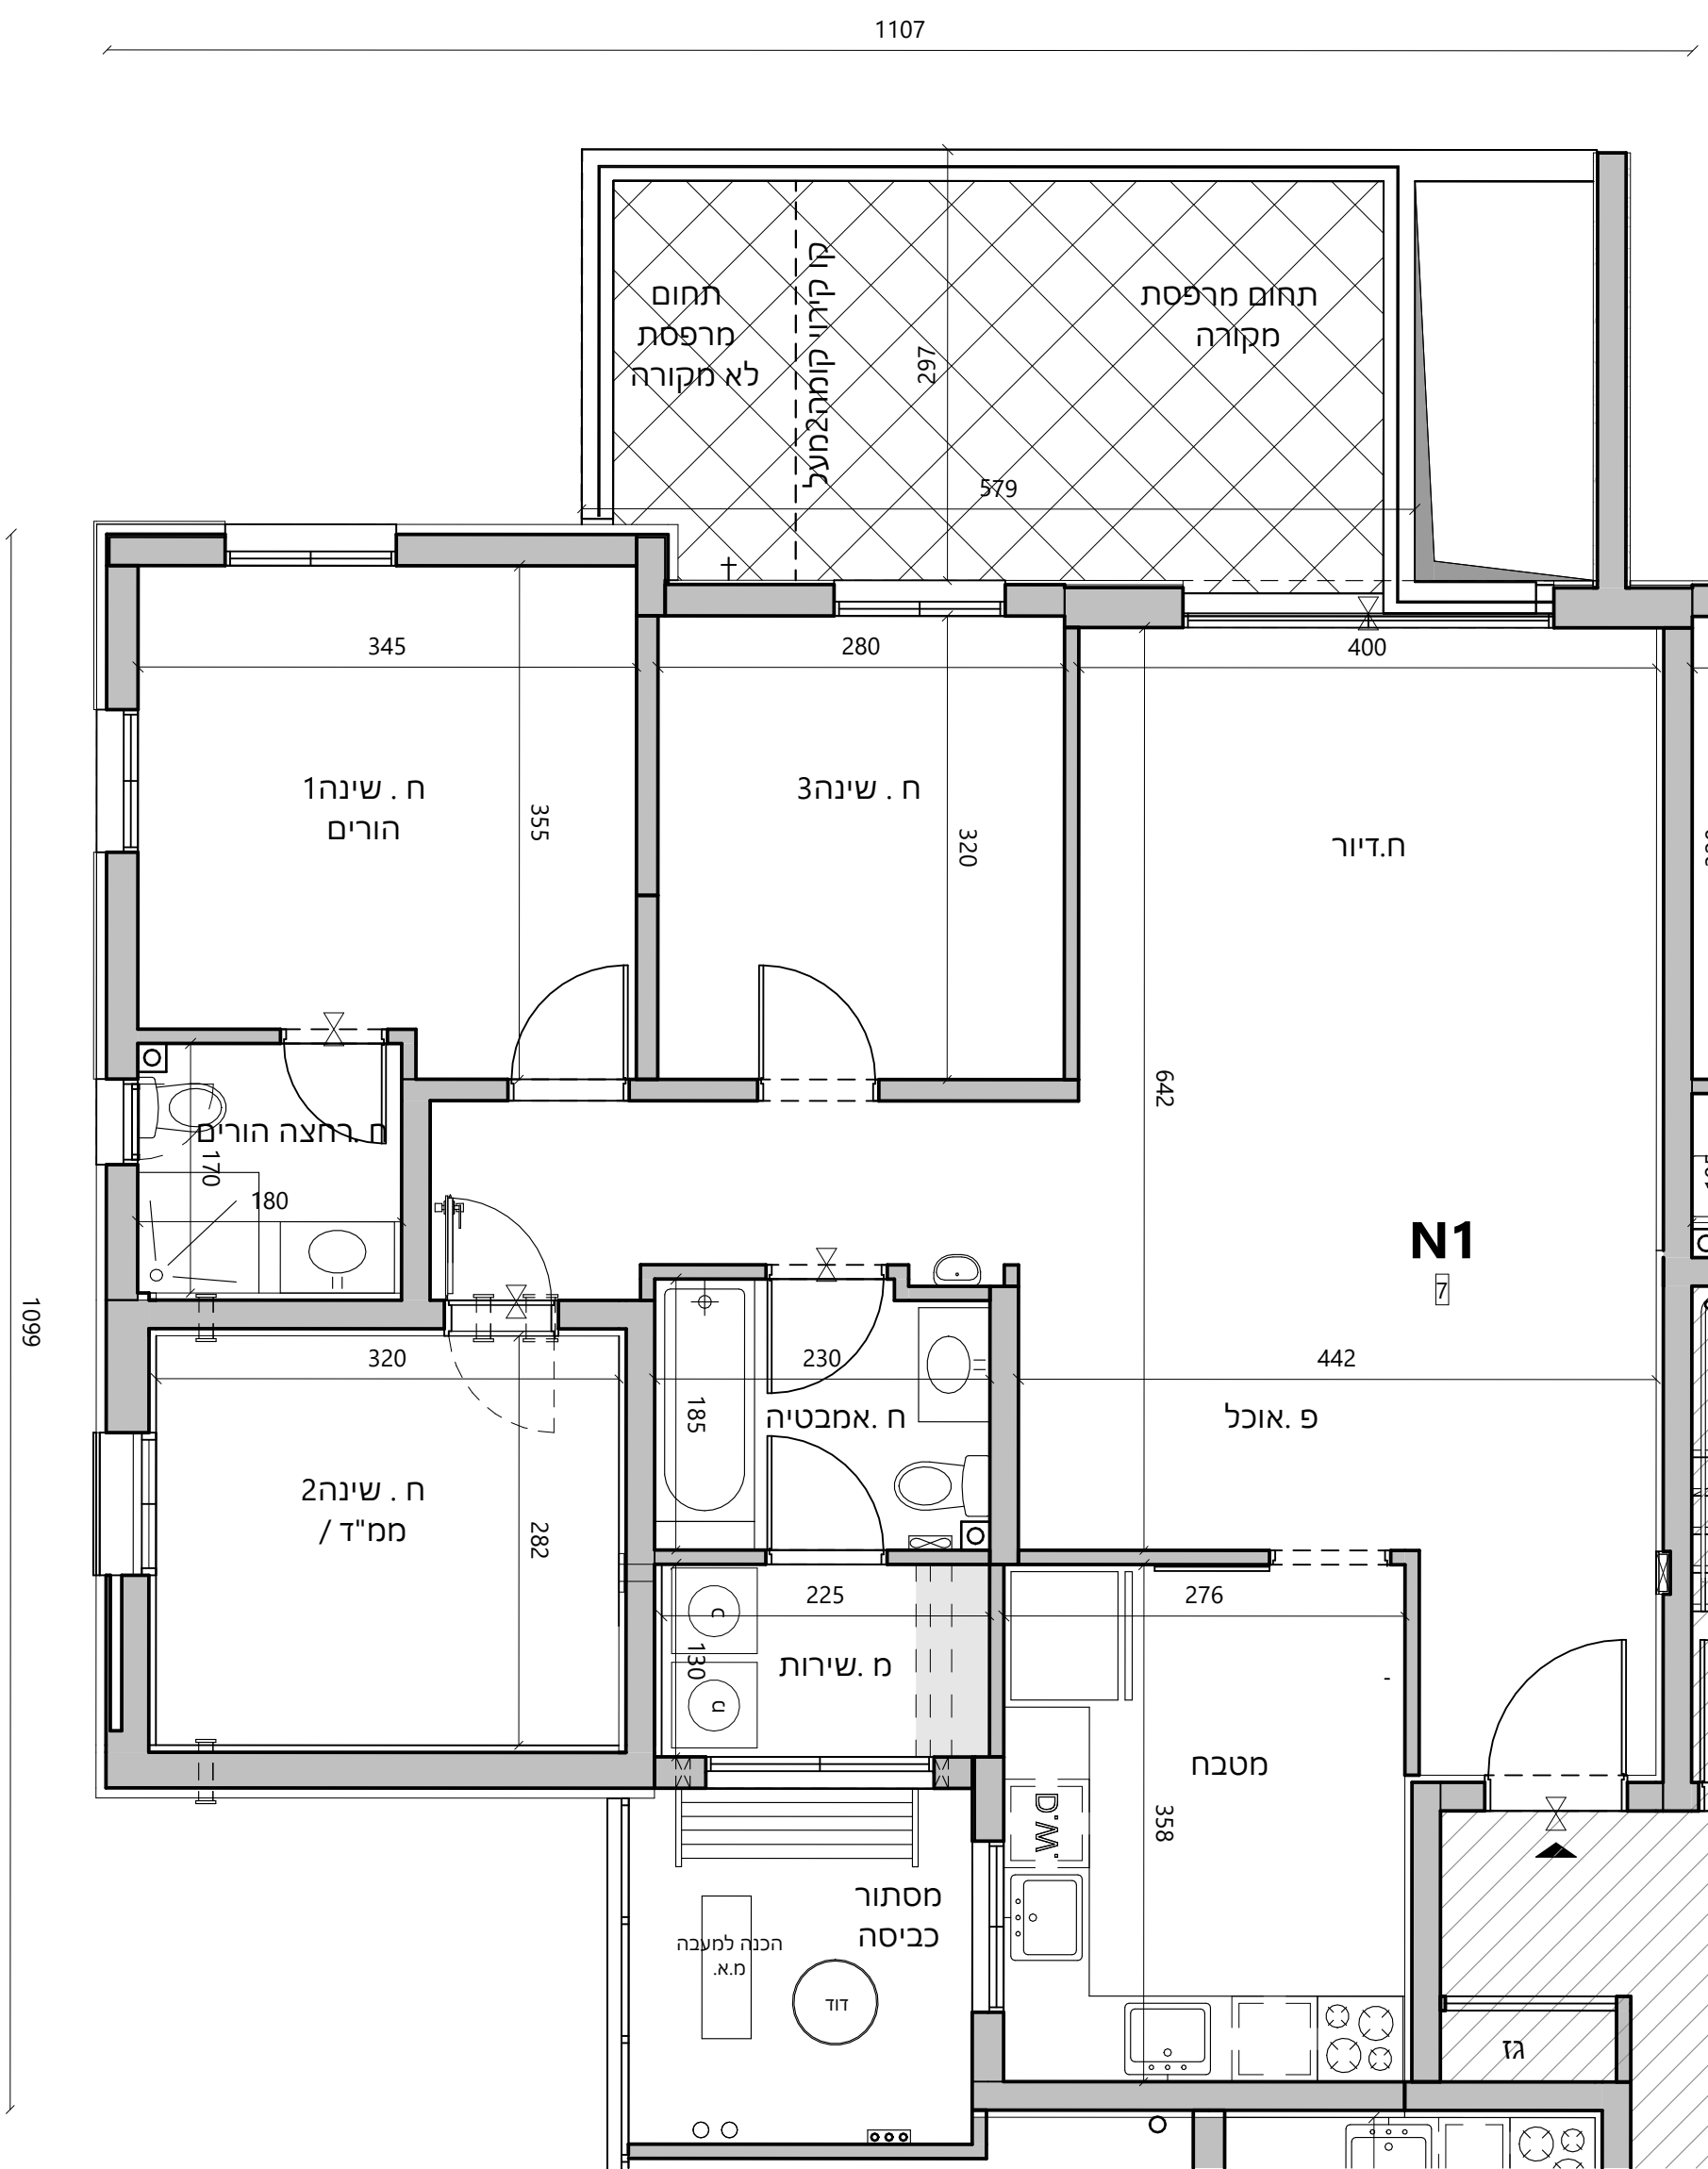 1107
תחום
מרפסת
לא מקורה
קו קירוי קומה2מעל
תחום מרפסת
מקורה
297
579
345
280
400
ח . שינה1
הורים
355
ח . שינה3
320
ח.דיור
642
ח .רחצה הורים
170
180
N1
7
1099
320
230
442
185
ח .אמבטיה
פ .אוכל
ח . שינה2
ממ"ד /
282
225
276
130
מ .שירות
מטבח
D.W.
358
מסתור
כביסה
הכנה למעבה
מ.א.
דוד
גז